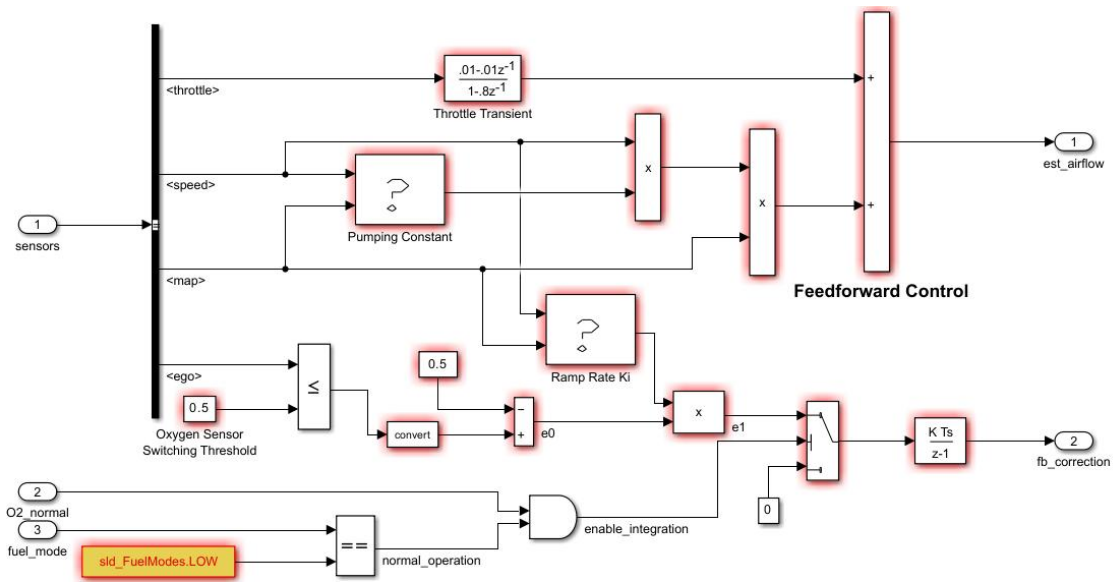 .01-.01z-1
1-.8z-1
<throttle>
Throttle Transient
+
x
x
1
est_airflow
<speed>
?
Pumping Constant
+
1
sensors
<map>
Feedforward Control
?
Ramp Rate Ki
0.5
<ego>
≤
0.5
−
+
e0
convert
x
e1
K Ts
z-1
2
fb_correction
Oxygen Sensor
Switching Threshold
0
2
O2_normal
enable_integration
3
fuel_mode
==
normal_operation
sld_FuelModes.LOW